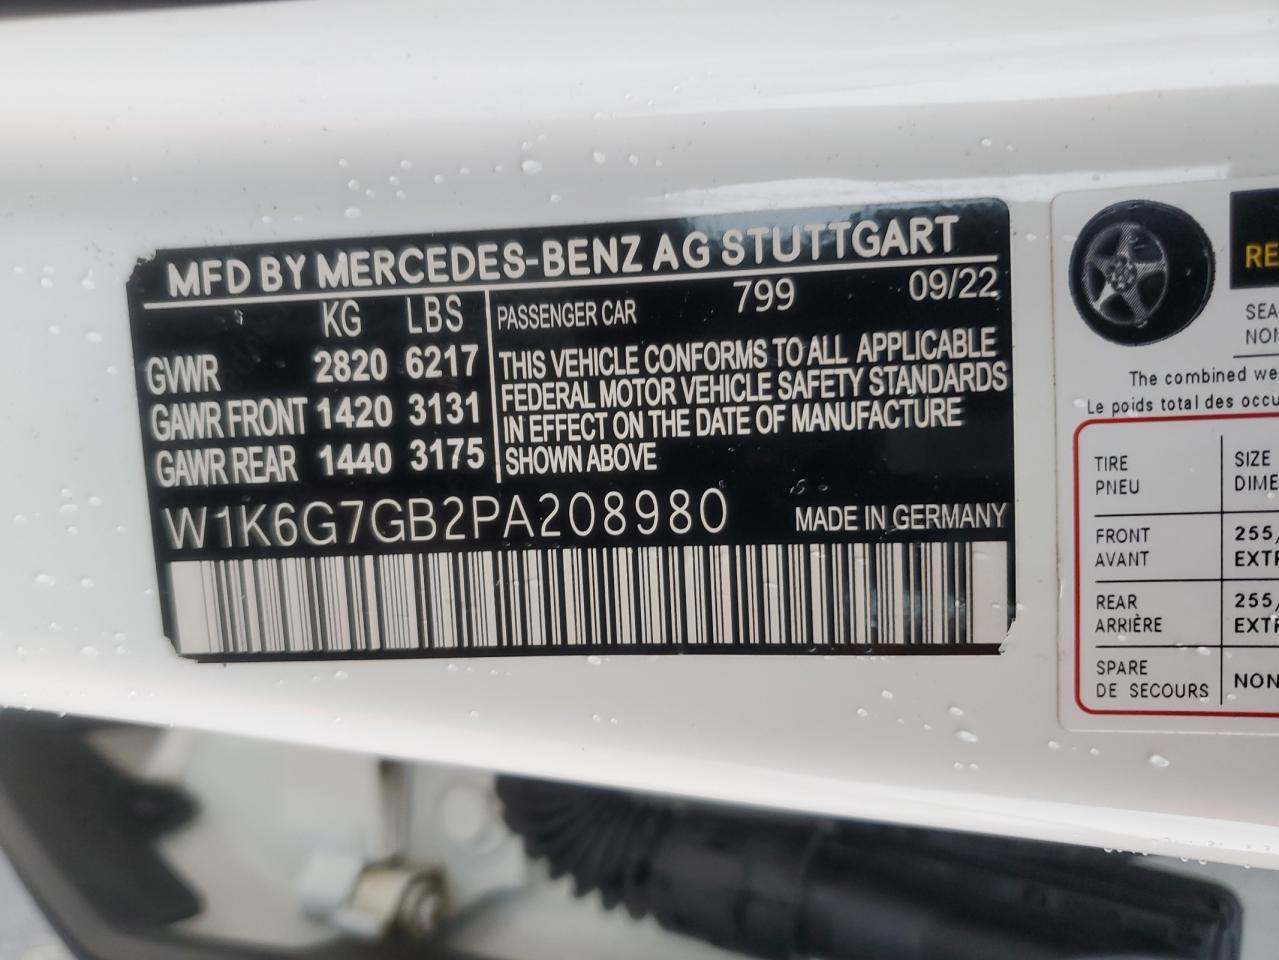 MFD BY MERCEDES-BENZ AG STUTTGART
KG LBS
GVWR 2820 6217
GAWR FRONT 1420 3131
GAWR REAR 1440 3175
PASSENGER CAR 799 09/22
THIS VEHICLE CONFORMS TO ALL APPLICABLE
FEDERAL MOTOR VEHICLE SAFETY STANDARDS
IN EFFECT ON THE DATE OF MANUFACTURE
SHOWN ABOVE
W1K6G7GB2PA208980
MADE IN GERMANY
The combined
Le poids total des
TIRE SIZE
PNEU
FRONT 255
AVANT
REAR 255
ARRIÈRE
SPARE
DE SECOURS